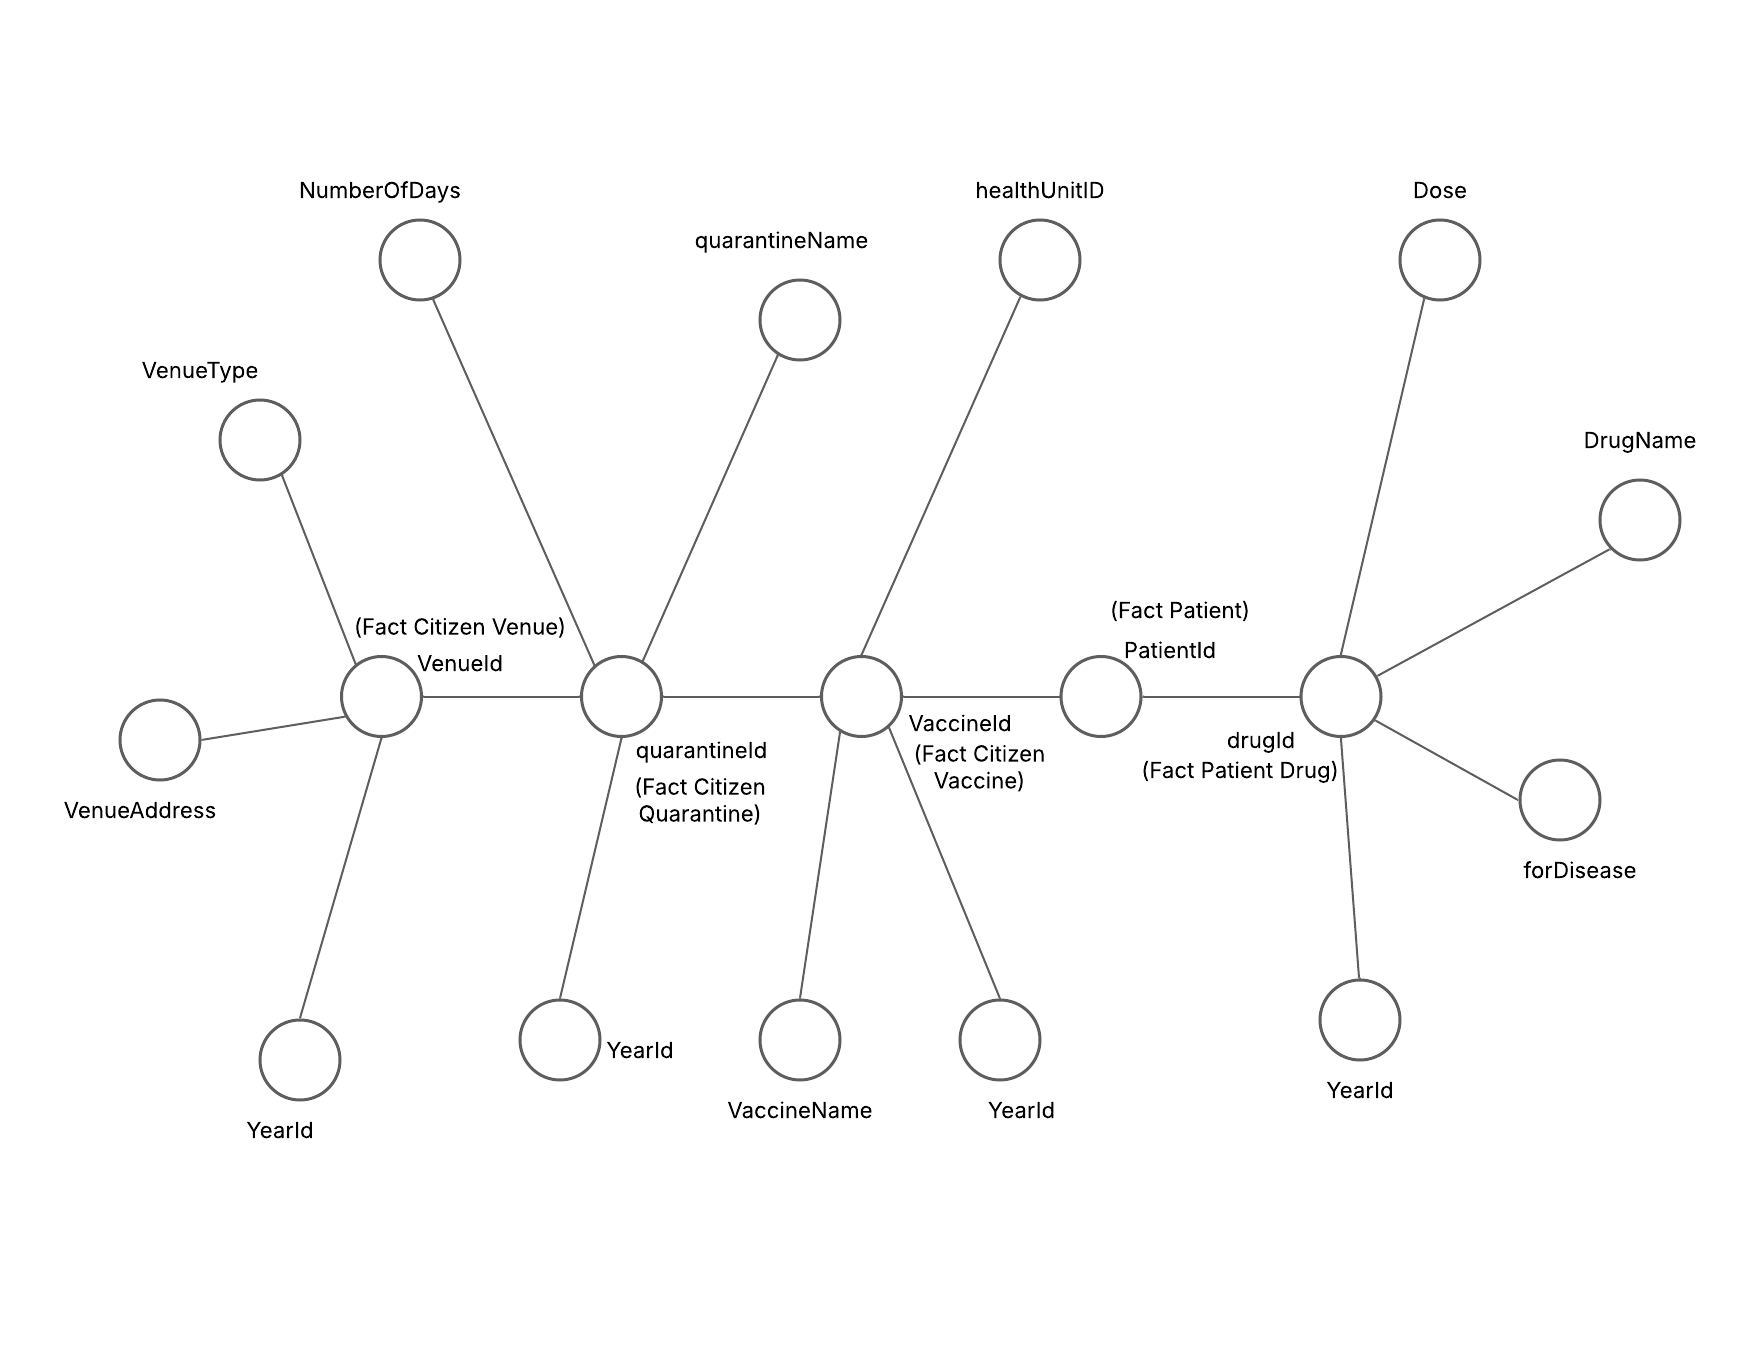 NumberOfDays
healthUnitID
Dose
quarantineName
VenueType
DrugName
(Fact Citizen Venue)
VenueId
(Fact Patient)
PatientId
VaccineId
(Fact Citizen
Vaccine)
drugId
(Fact Patient Drug)
quarantineId
(Fact Citizen
Quarantine)
VenueAddress
forDisease
YearId
YearId
VaccineName
YearId
YearId